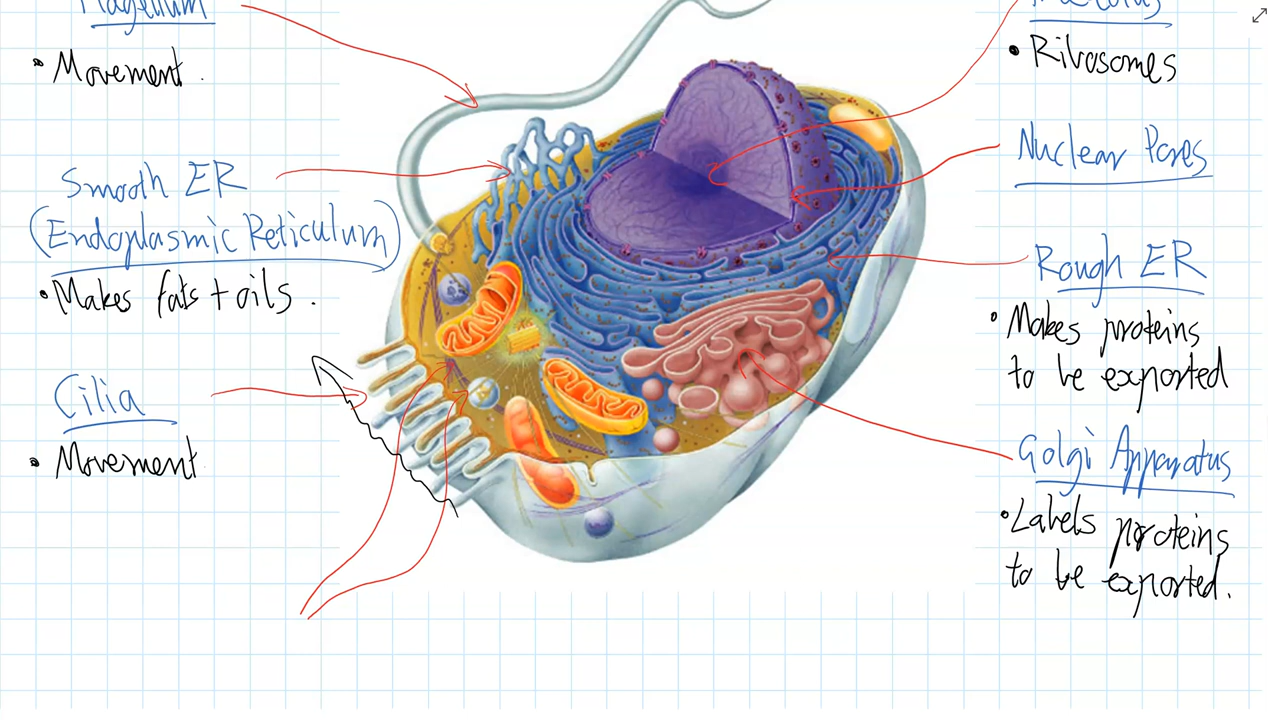 Flagellum
• Movement.
Smooth ER
(Endoplasmic Reticulum)
• Makes fats + oils.
Cilia
• Movement
• Ribosomes
Nuclear Pores
Rough ER
• Makes proteins
to be exported
Golgi Apparatus
• Labels proteins
to be exported.